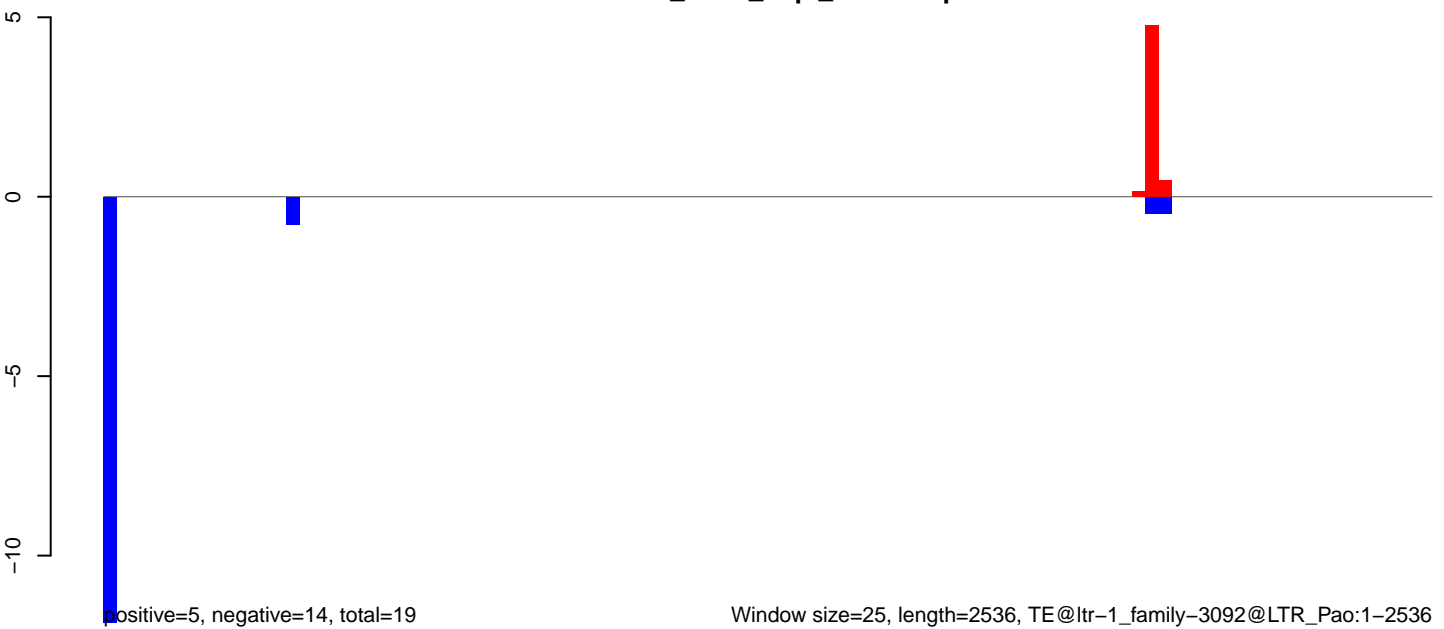 5
0
−5
−10
positive=5, negative=14, total=19
Window size=25, length=2536, TE@ltr−1_family−3092@LTR_Pao:1−2536